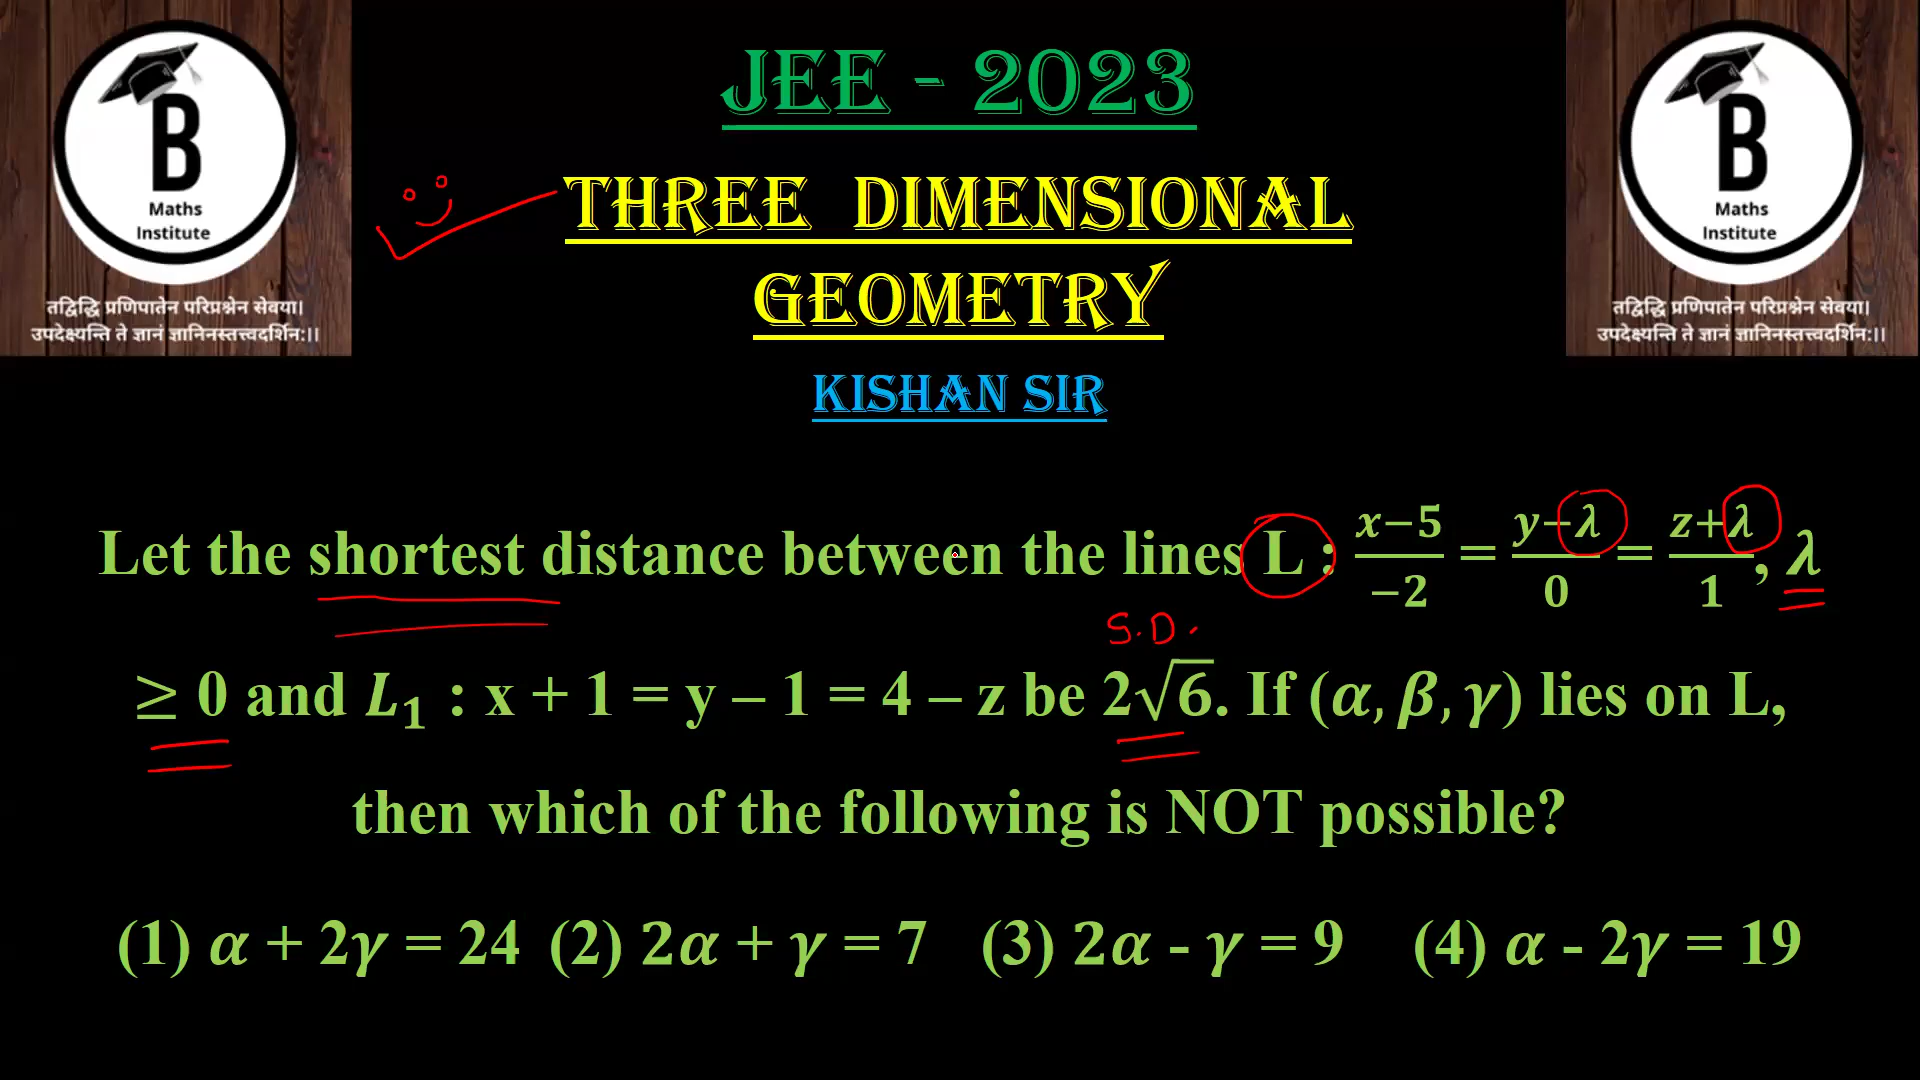 JEE - 2023
THREE DIMENSIONAL
GEOMETRY
KISHAN SIR
B
Maths
Institute
तद्विद्धि प्रणिपातेन परिप्रश्नेन सेवया।
उपदेक्ष्यन्ति ते ज्ञानं ज्ञानिनस्तत्त्वदर्शिन:।।
B
Maths
Institute
तद्विद्धि प्रणिपातेन परिप्रश्नेन सेवया।
उपदेक्ष्यन्ति ते ज्ञानं ज्ञानिनस्तत्त्वदर्शिन:।।
Let the shortest distance between the lines L : (x−5)/(−2) = (y−λ)/0 = (z+λ)/1, λ
S.D.
≥ 0 and L₁ : x + 1 = y – 1 = 4 – z be 2√6. If (α, β, γ) lies on L,
then which of the following is NOT possible?
(1) α + 2γ = 24 (2) 2α + γ = 7 (3) 2α - γ = 9 (4) α - 2γ = 19